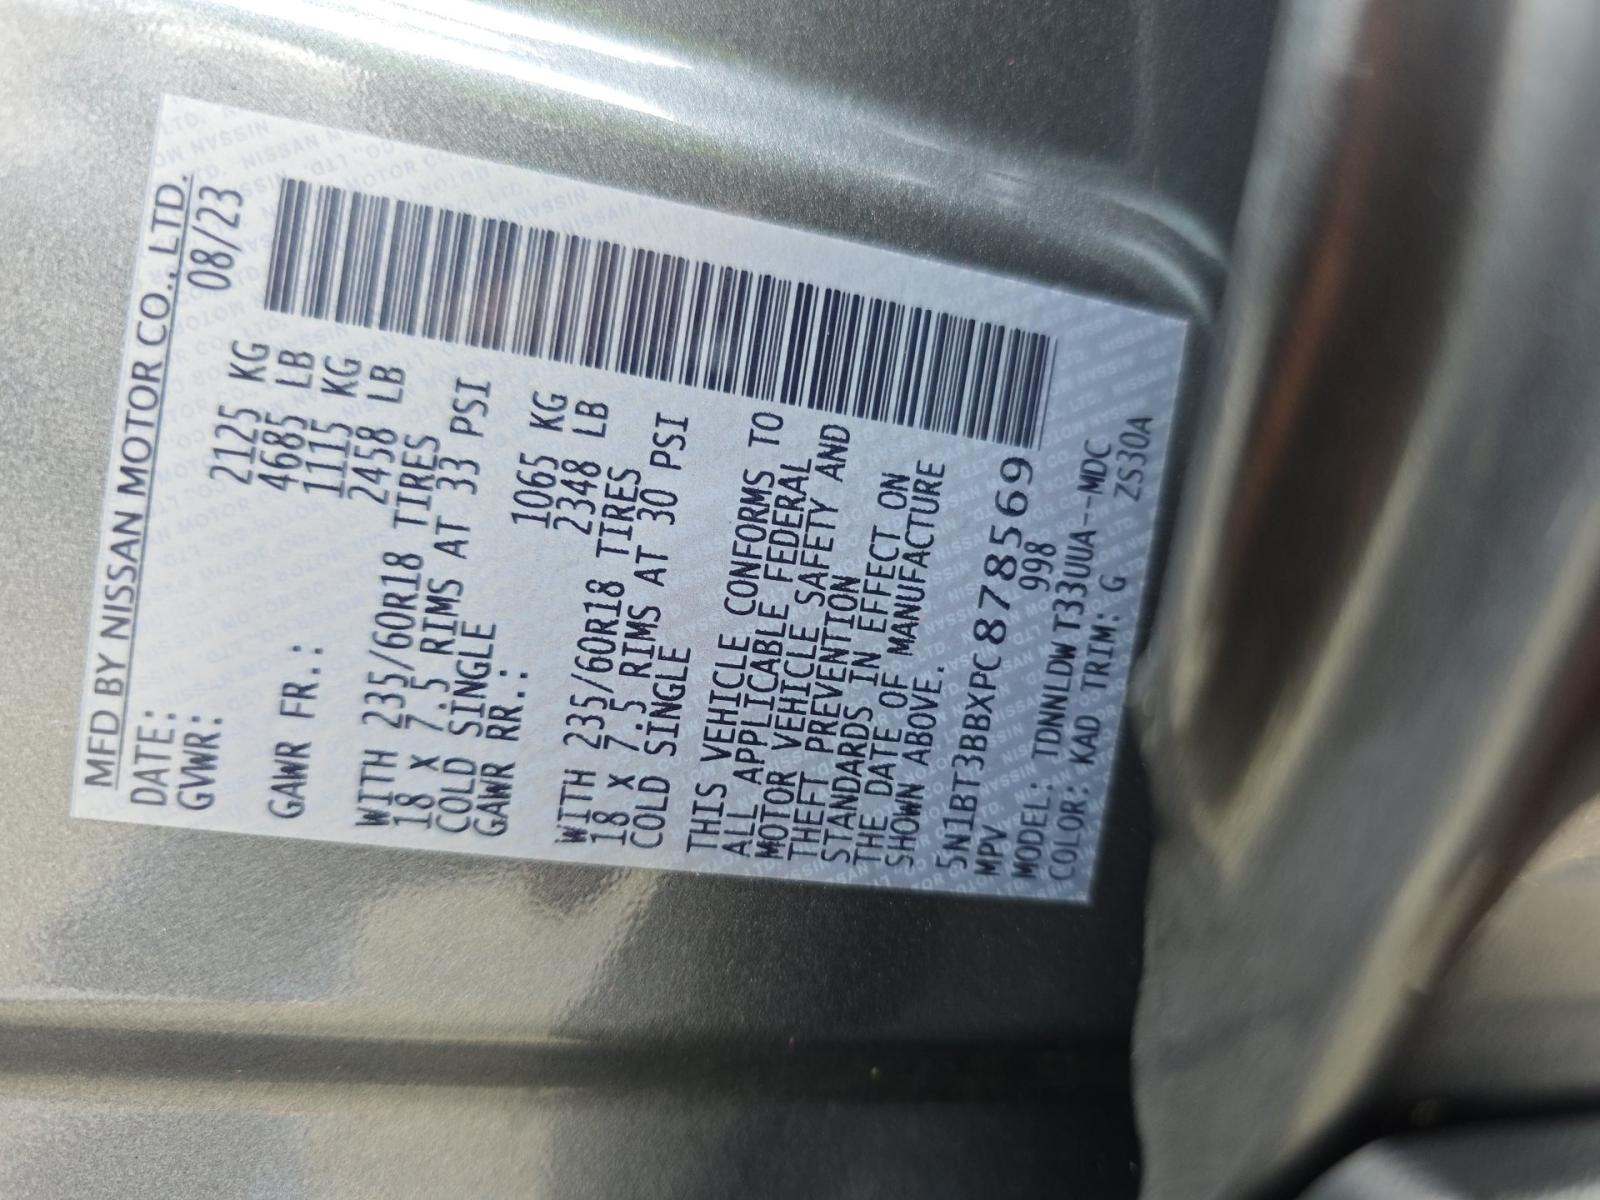 MFD BY NISSAN MOTOR CO., LTD.
DATE: 08/23
GVWR: 2125 KG
4685 LB
GAWR FR.: 1115 KG
2458 LB
WITH 235/60R18 TIRES
18 X 7.5 RIMS AT 33 PSI
COLD SINGLE
GAWR RR.: 1065 KG
2348 LB
WITH 235/60R18 TIRES
18 X 7.5 RIMS AT 30 PSI
COLD SINGLE
THIS VEHICLE CONFORMS TO
ALL APPLICABLE FEDERAL
MOTOR VEHICLE SAFETY AND
THEFT PREVENTION
STANDARDS IN EFFECT ON
THE DATE OF MANUFACTURE
SHOWN ABOVE.
5N1BT3BBXPC878569
MPV 998
MODEL: TDNNLDW T33UUA--MDC
COLOR: KAD TRIM: G ZS30A